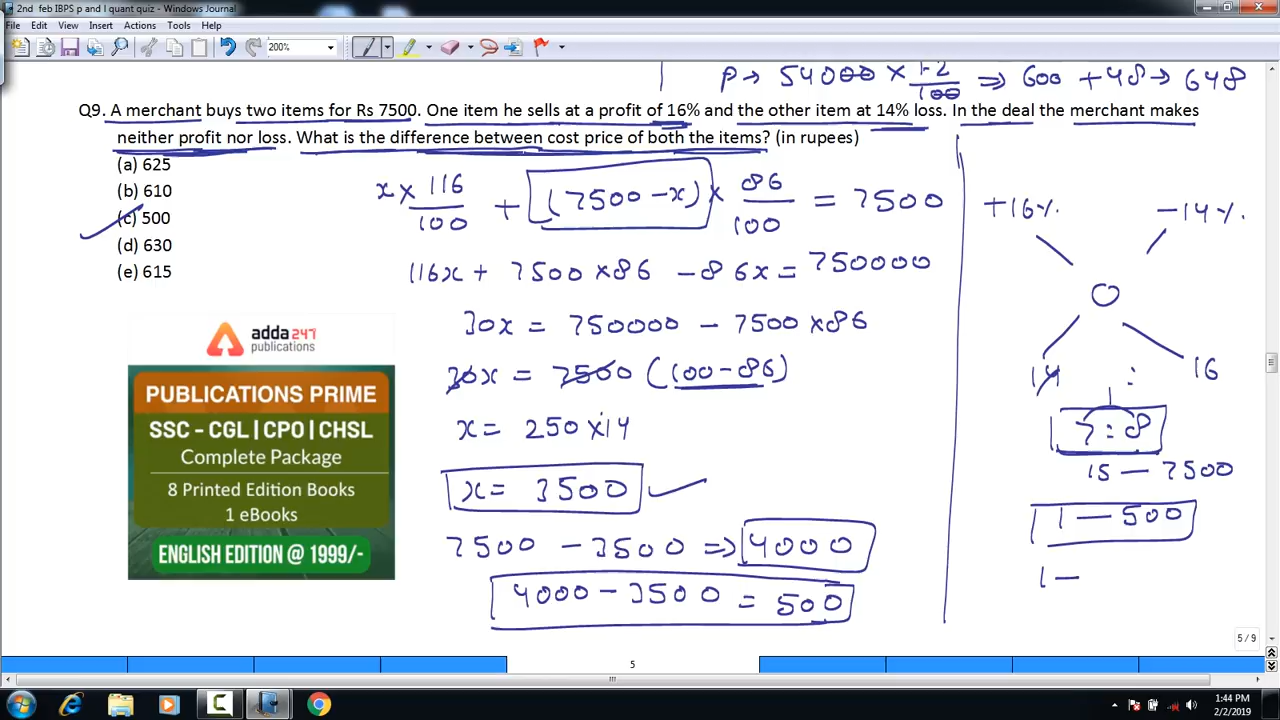 2nd feb IBPS p and I quant quiz - Windows Journal
File Edit View Insert Actions Tools Help
200%
P → 54000 × 12/100 ⇒ 600 + 48 → 648
Q9. A merchant buys two items for Rs 7500. One item he sells at a profit of 16% and the other item at 14% loss. In the deal the merchant makes
neither profit nor loss. What is the difference between cost price of both the items? (in rupees)
(a) 625
(b) 610
(c) 500
(d) 630
(e) 615
x × 116/100 + (7500 - x) × 86/100 = 7500
116x + 7500 × 86 - 86x = 750000
30x = 750000 - 7500 × 86
30x = 7500 (100 - 86)
x = 250 × 14
x = 3500
7500 - 3500 ⇒ 4000
4000 - 3500 = 500
+16% -14%
0
14 : 16
7 : 8
1
15 — 7500
1 — 500
1 —
adda247
publications
PUBLICATIONS PRIME
SSC - CGL | CPO | CHSL
Complete Package
8 Printed Edition Books
1 eBooks
ENGLISH EDITION @ 1999/-
5 / 9
5
1:44 PM
2/2/2019